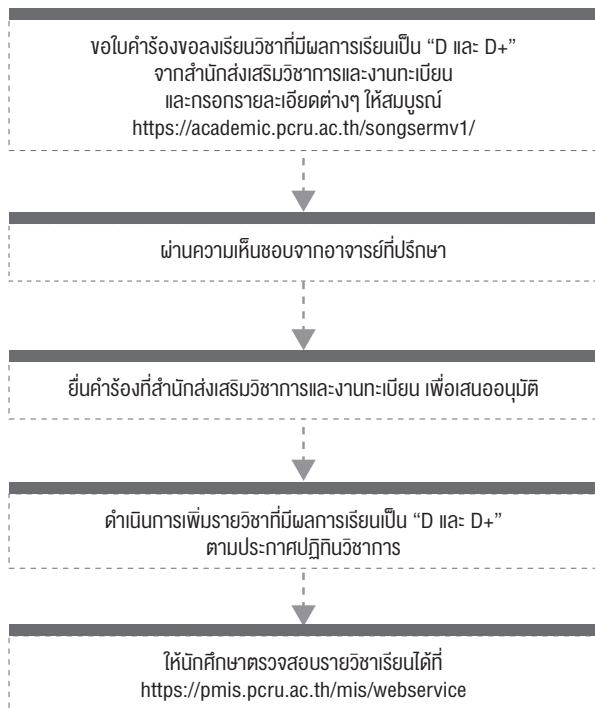 ขอใบคำร้องขอลงเรียนวิชาที่มีผลการเรียนเป็น “D และ D+”
จากสำนักส่งเสริมวิชาการและงานทะเบียน
และกรอกรายละเอียดต่างๆ ให้สมบูรณ์
https://academic.pcru.ac.th/songsermv1/
ผ่านความเห็นชอบจากอาจารย์ที่ปรึกษา
ยื่นคำร้องที่สำนักส่งเสริมวิชาการและงานทะเบียน เพื่อเสนออนุมัติ
ดำเนินการเพิ่มรายวิชาที่มีผลการเรียนเป็น “D และ D+”
ตามประกาศปฏิทินวิชาการ
ให้นักศึกษาตรวจสอบรายวิชาเรียนได้ที่
https://pmis.pcru.ac.th/mis/webservice